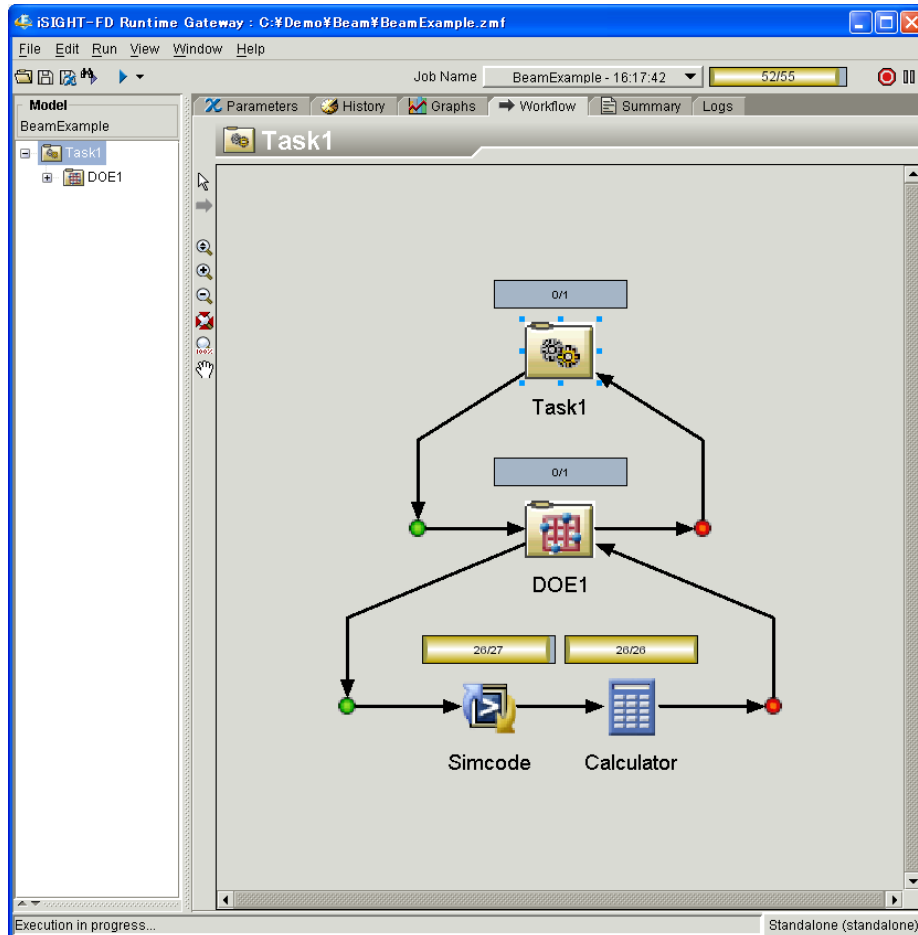 iSIGHT-FD Runtime Gateway : C:¥Demo¥Beam¥BeamExample.zmf
File Edit Run View Window Help
Job Name BeamExample - 16:17:42 52/55
Model
BeamExample
Task1
DOE1
Parameters History Graphs Workflow Summary Logs
Task1
100%
0/1
Task1
0/1
DOE1
26/27 26/26
Simcode Calculator
Execution in progress... Standalone (standalone)